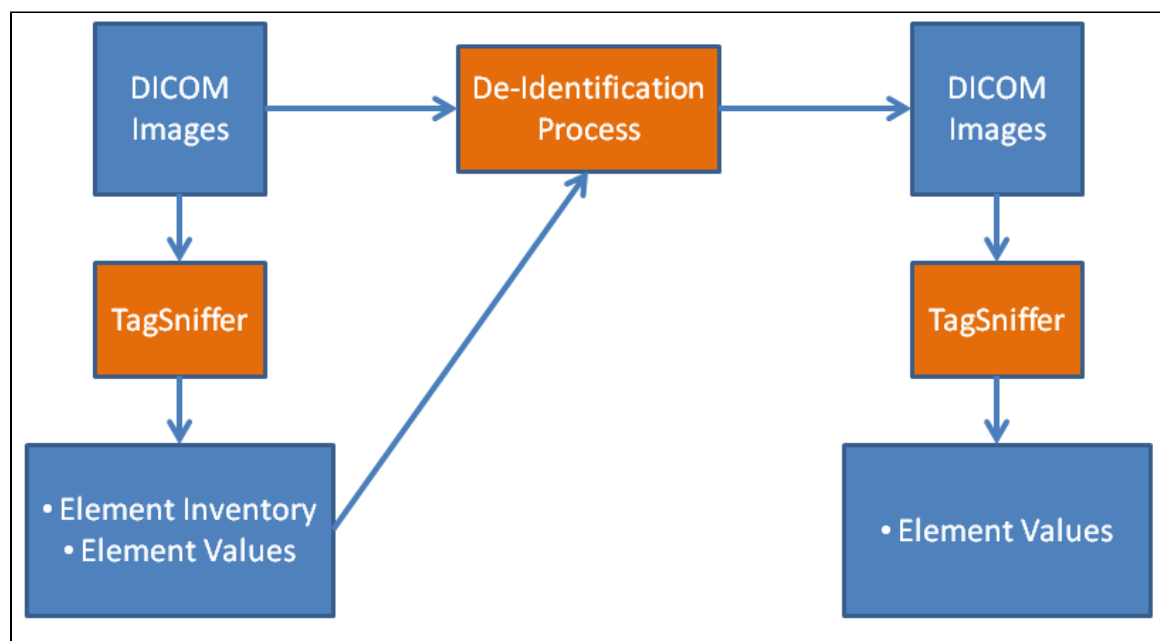 DICOM
Images
De-Identification
Process
DICOM
Images
TagSniffer
TagSniffer
• Element Inventory
• Element Values
• Element Values